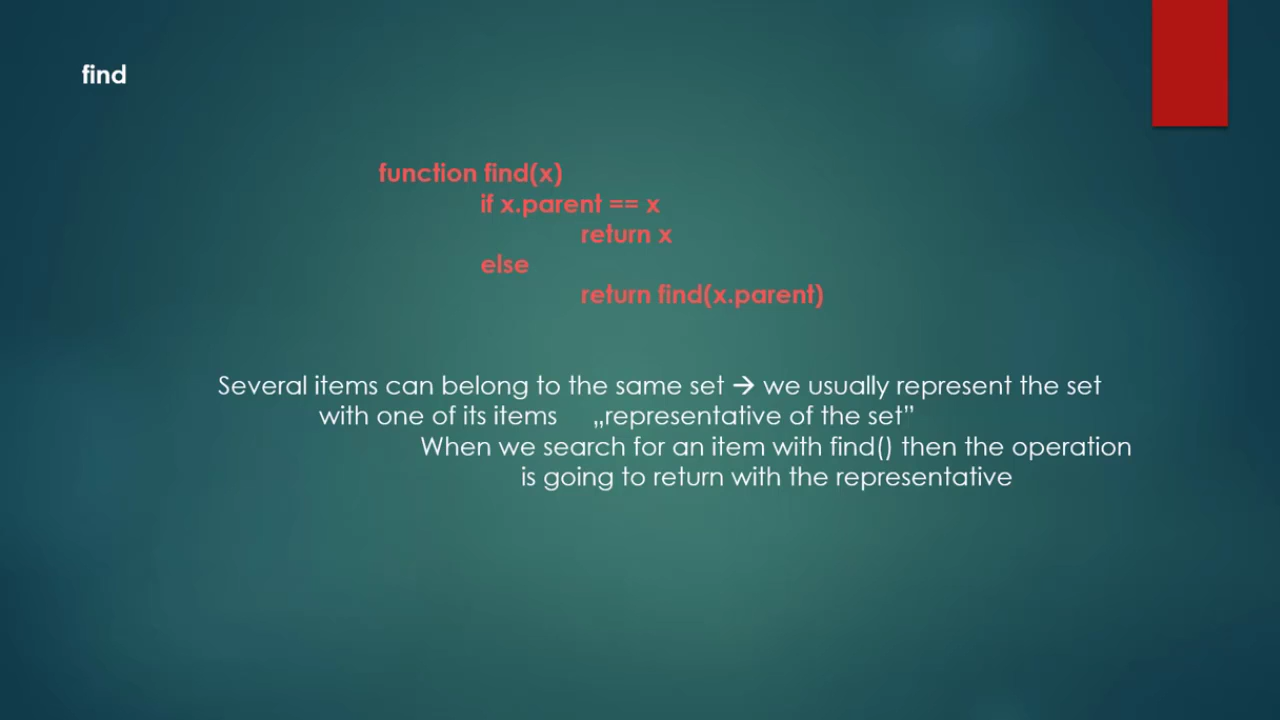 find
function find(x)
if x.parent == x
return x
else
return find(x.parent)
Several items can belong to the same set → we usually represent the set
with one of its items „representative of the set”
When we search for an item with find() then the operation
is going to return with the representative